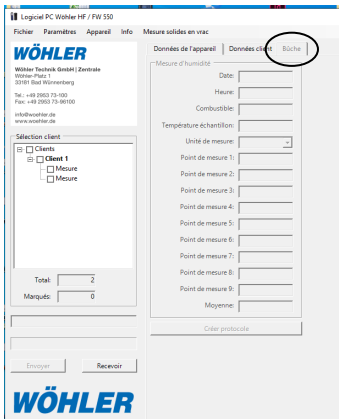 Logiciel PC Wöhler HF / FW 550
Fichier Paramètres Appareil Info Mesure solides en vrac
WÖHLER
Wöhler Technik GmbH | Zentrale
Wöhler-Platz 1
33181 Bad Wünnenberg
Tel.: +49 2953 73-100
Fax: +49 2953 73-96100
info@woehler.de
www.woehler.de
Sélection client
Clients
Client 1
Mesure
Mesure
Total: 2
Marqués: 0
Envoyer Recevoir
WÖHLER
Données de l'appareil Données client Bûche
Mesure d'humidité
Date:
Heure:
Combustible:
Température échantillon:
Unité de mesure:
Point de mesure 1:
Point de mesure 2:
Point de mesure 3:
Point de mesure 4:
Point de mesure 5:
Point de mesure 6:
Point de mesure 7:
Point de mesure 8:
Point de mesure 9:
Moyenne:
Créer protocole